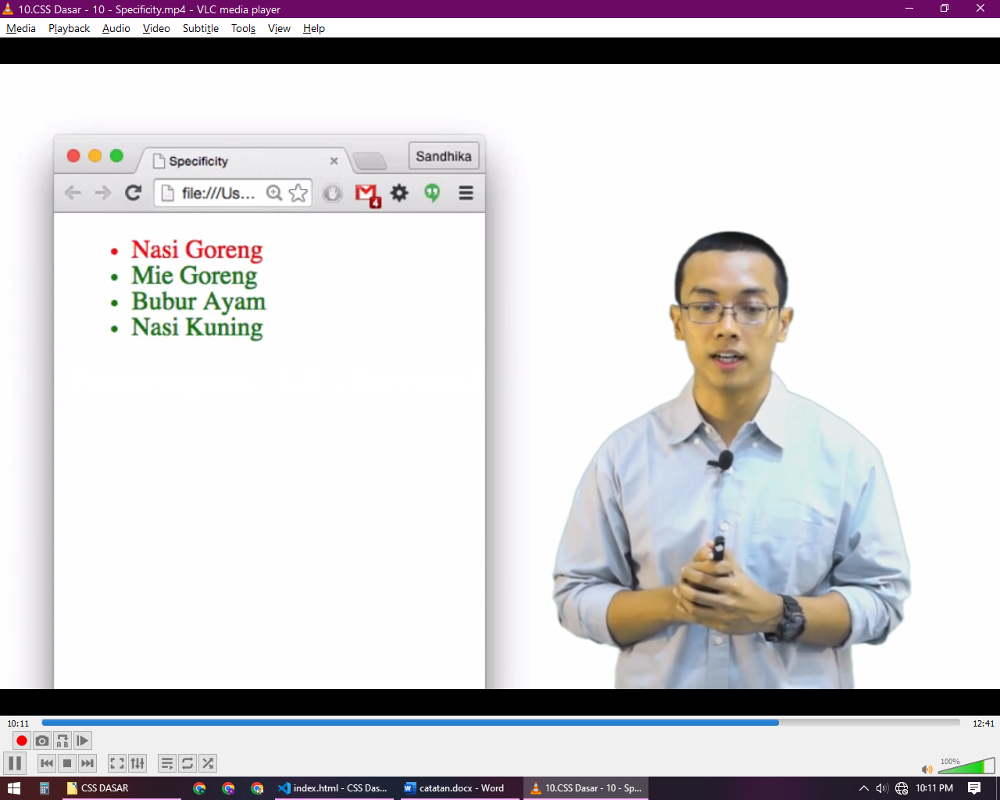 10.CSS Dasar - 10 - Specificity.mp4 - VLC media player
Media Playback Audio Video Subtitle Tools View Help
Specificity
Sandhika
file:///Us...
4
Nasi Goreng
Mie Goreng
Bubur Ayam
Nasi Kuning
10:11
12:41
A B
100%
CSS DASAR
index.html - CSS Das...
catatan.docx - Word
10.CSS Dasar - 10 - Sp...
10:11 PM